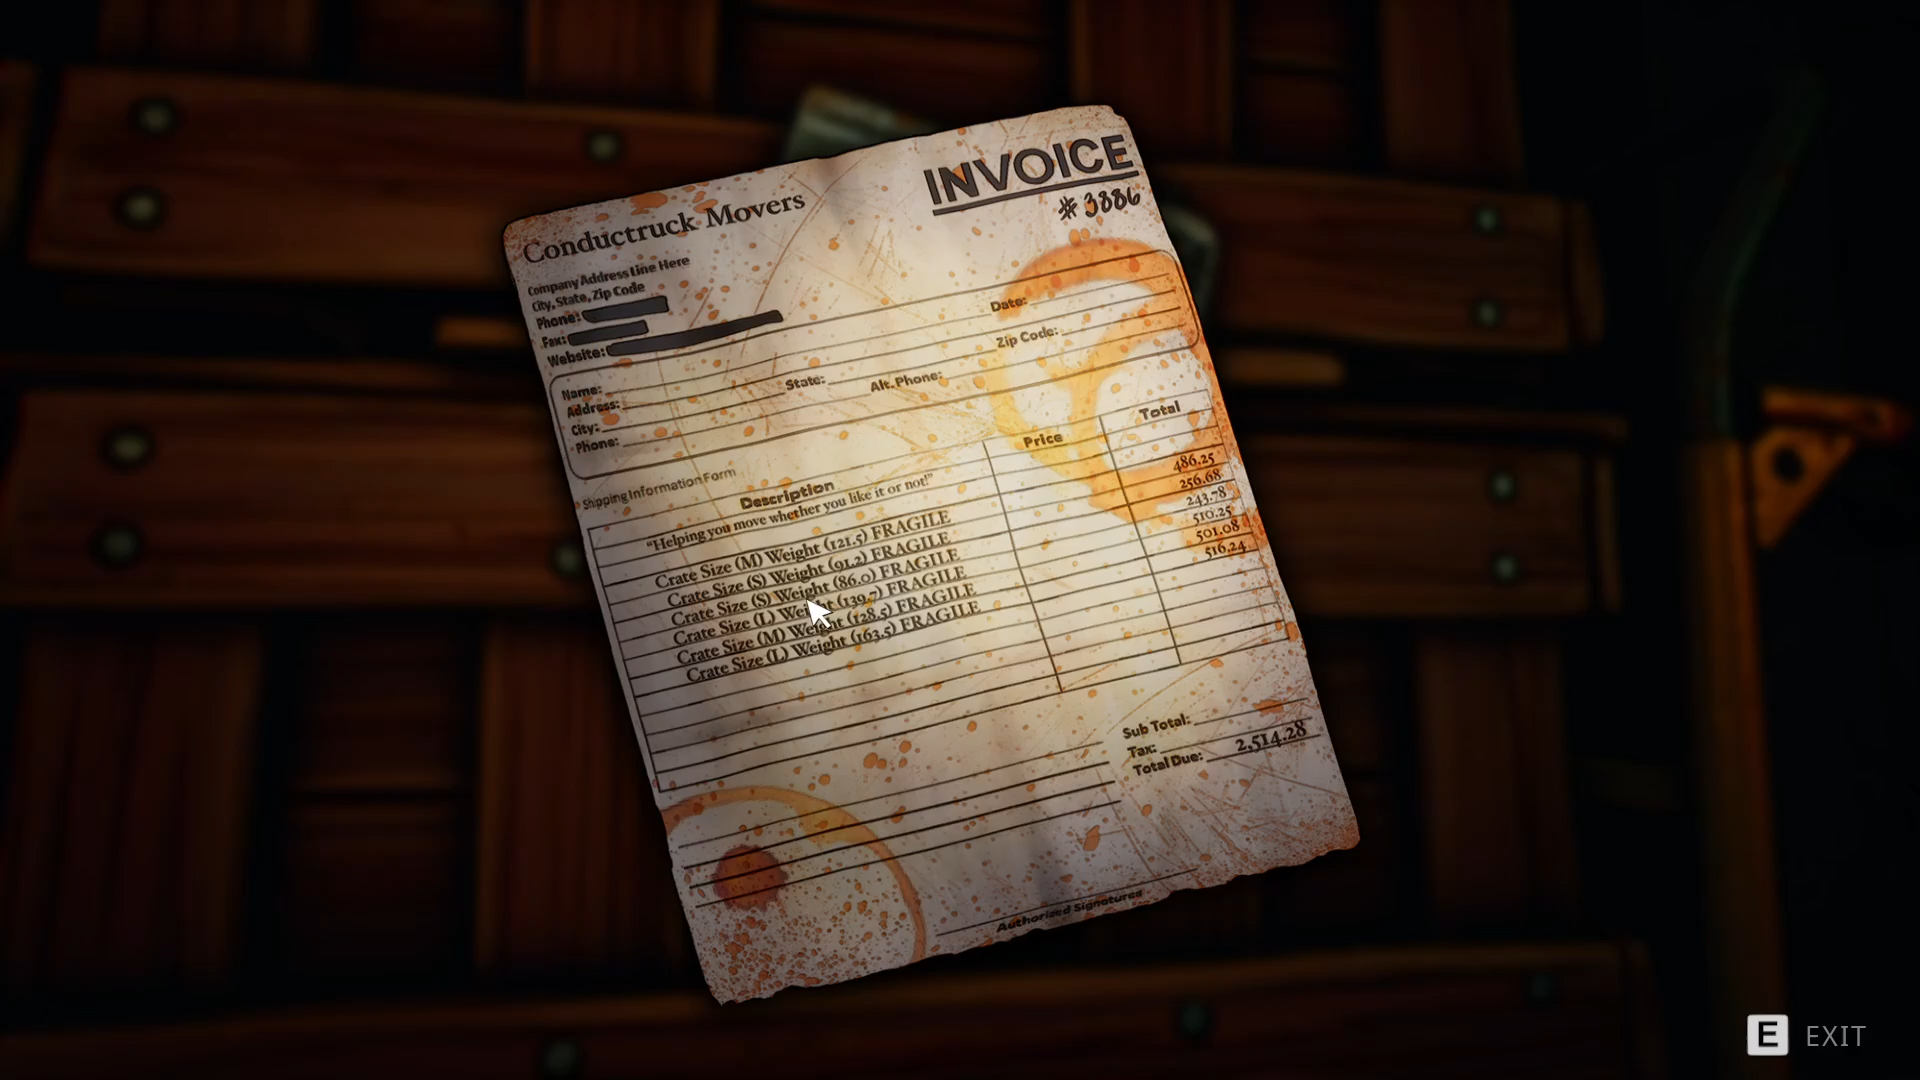 Conductruck Movers
INVOICE
# 3886
Company Address Line Here
City, State, Zip Code
Phone:
Fax:
Website:
Name:
Date:
Address:
State:
Zip Code:
City:
Alt. Phone:
Phone:
Shipping Information Form
Description
Price
Total
"Helping you move whether you like it or not!"
Crate Size (M) Weight (121.5) FRAGILE 486.25
Crate Size (S) Weight (91.2) FRAGILE 256.68
Crate Size (S) Weight (86.0) FRAGILE 243.78
Crate Size (L) Weight (139.7) FRAGILE 510.25
Crate Size (M) Weight (128.5) FRAGILE 501.08
Crate Size (L) Weight (163.5) FRAGILE 516.24
Sub Total:
Tax:
Total Due: 2,514.28
Authorized Signatures
E EXIT